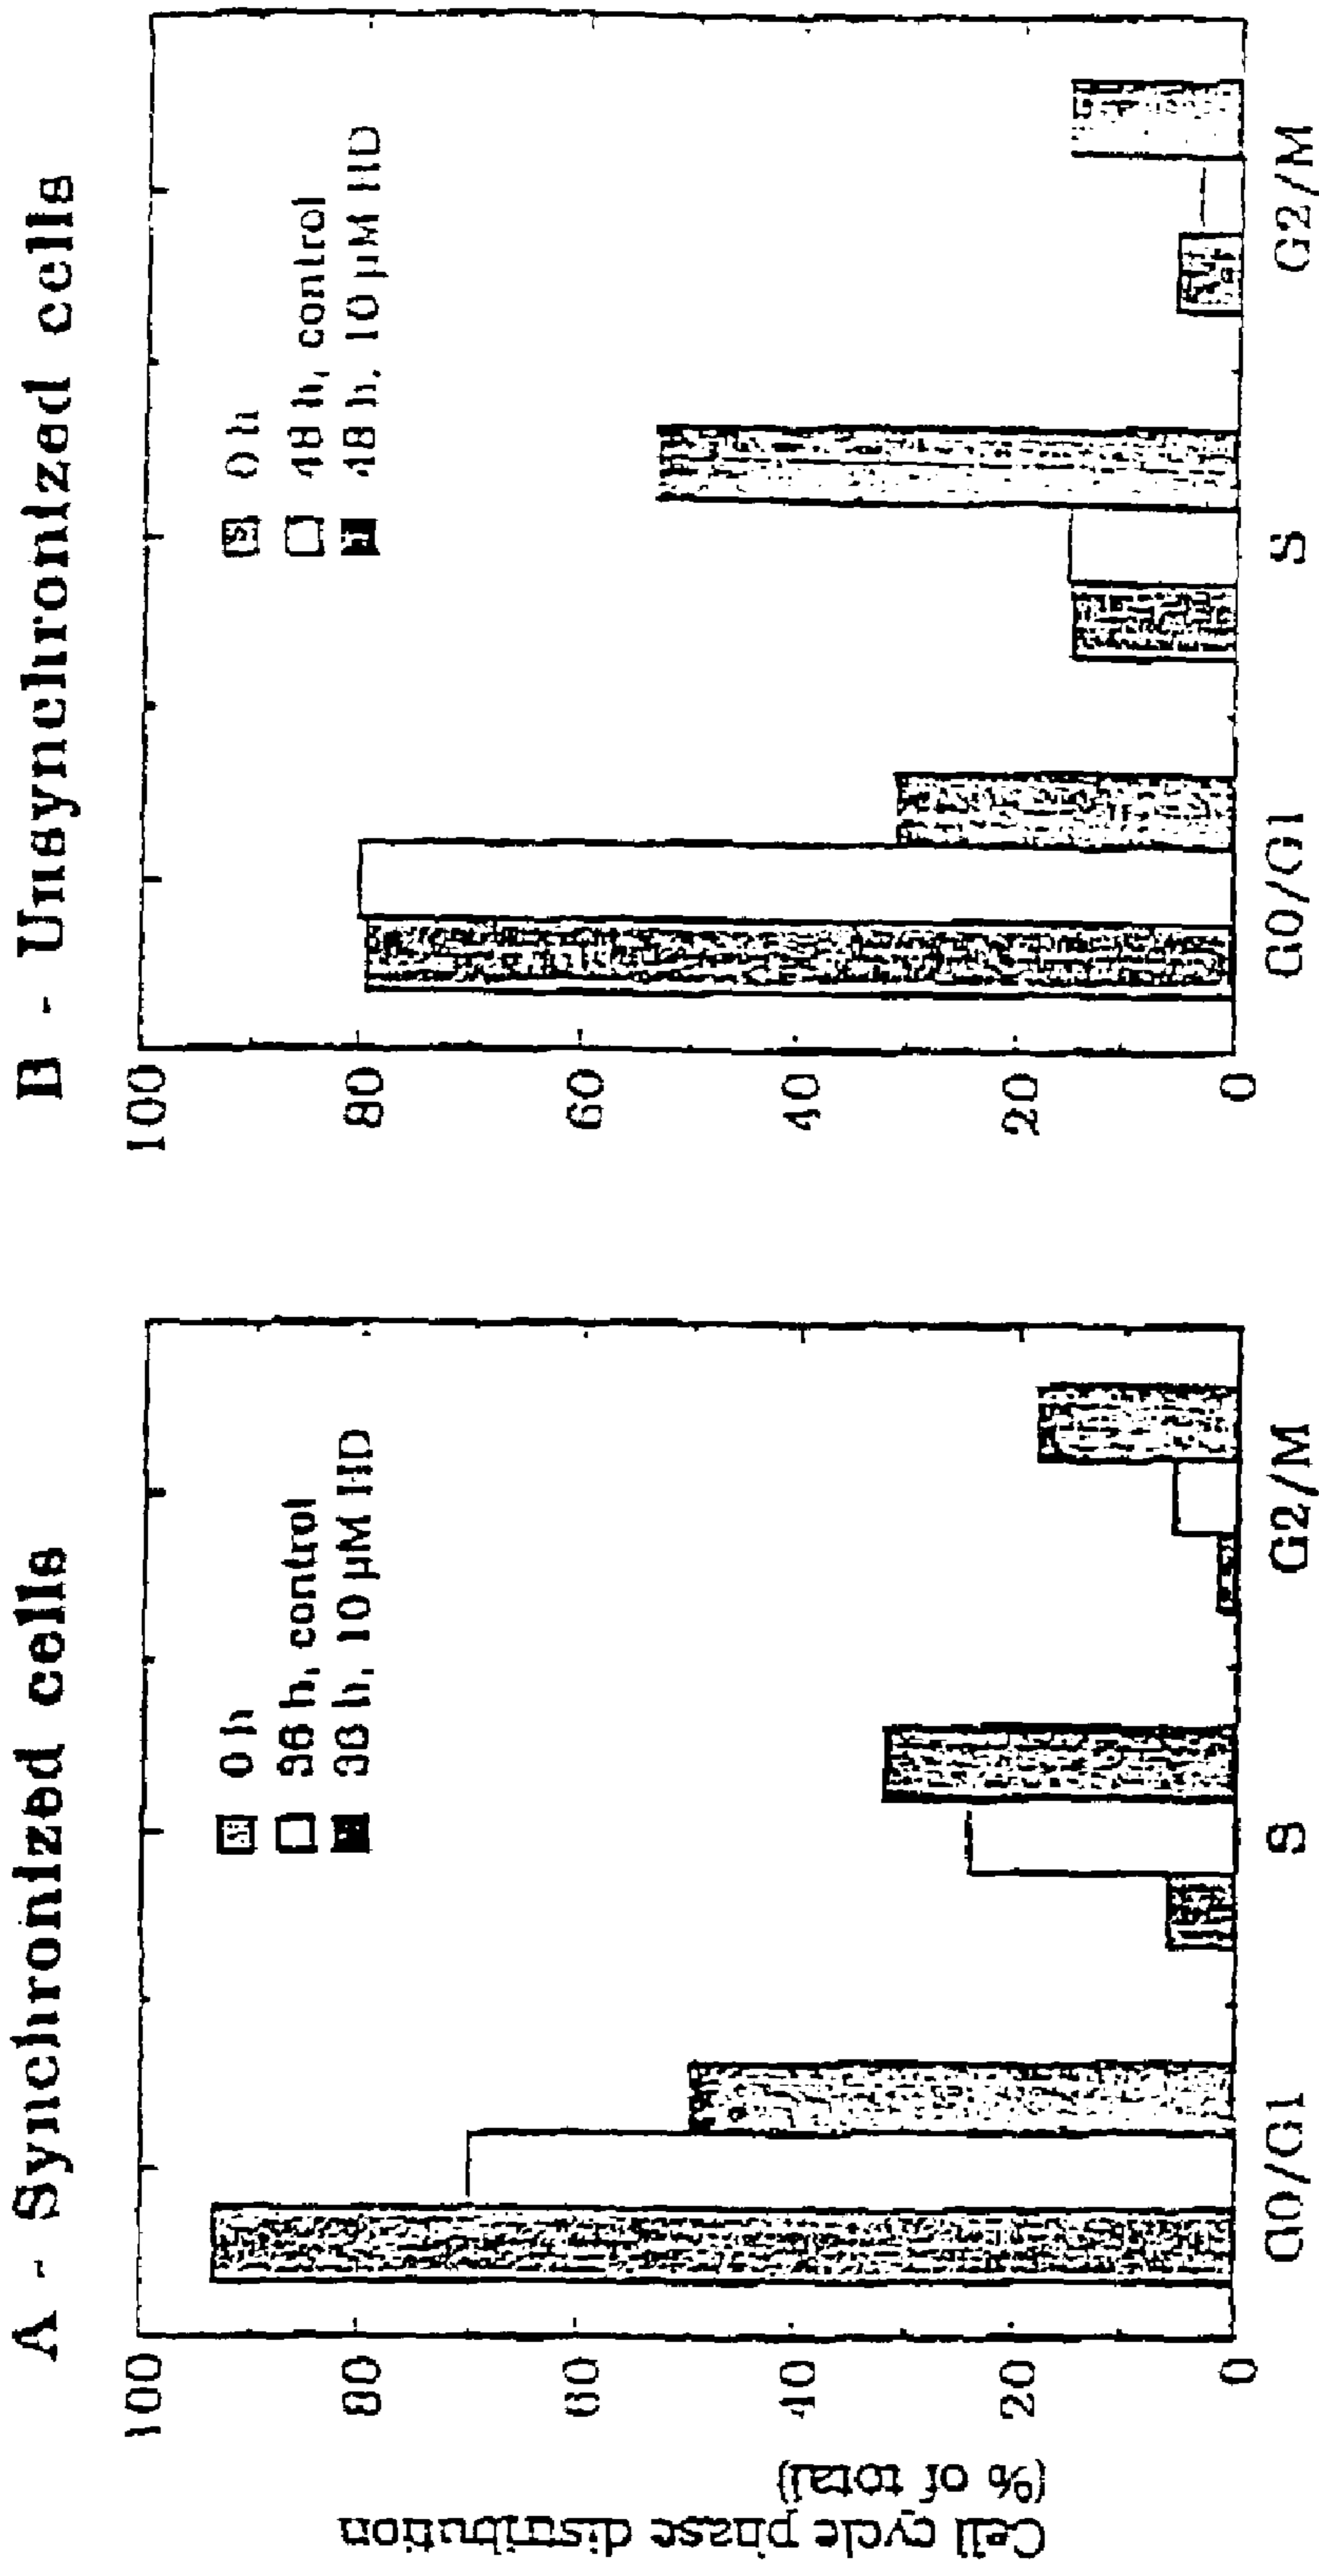 A - Synchronized cells
Cell cycle phase distribution
(% of total)
100
80
60
40
20
0
0 h
36 h, control
36 h, 10 µM HD
G0/G1
S
G2/M
B - Unsynchronized cells
100
80
60
40
20
0
0 h
48 h, control
48 h, 10 µM HD
G0/G1
S
G2/M